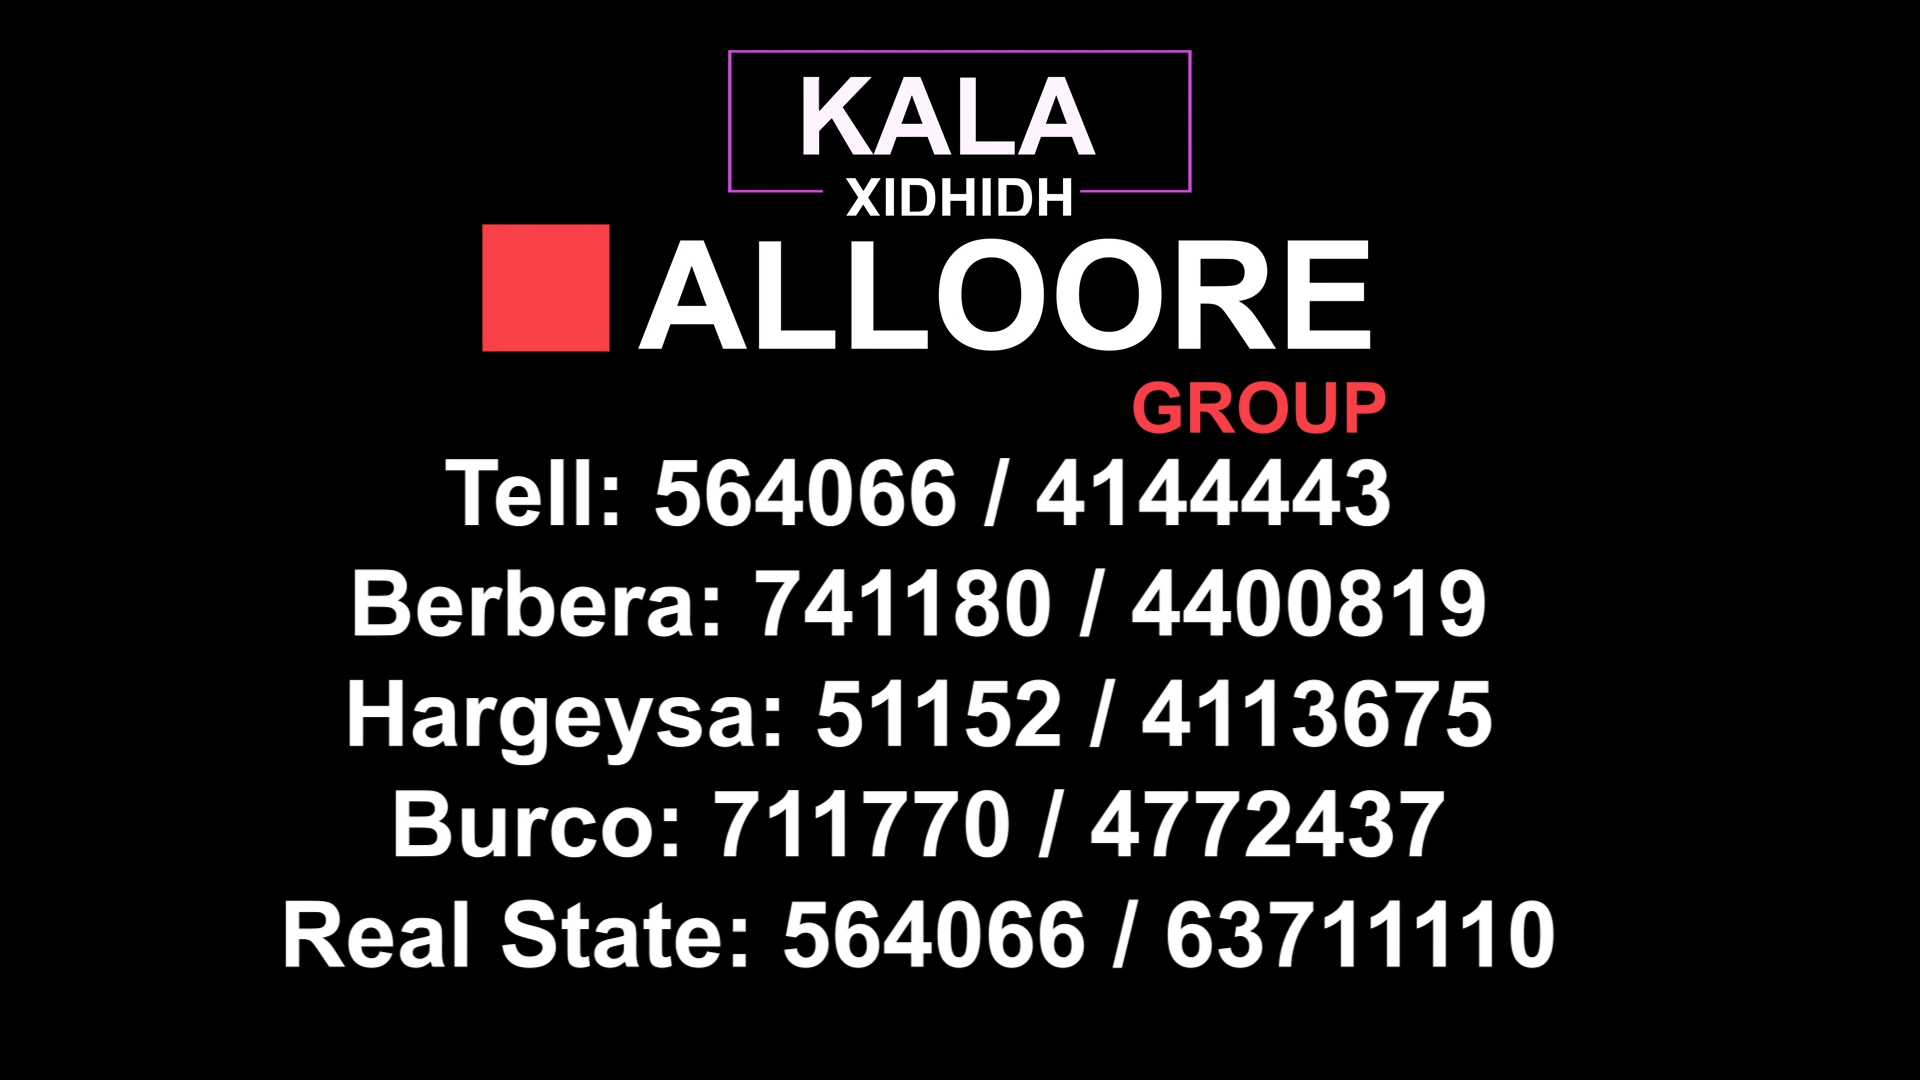 KALA
XIDHIDH
ALLOORE
GROUP
Tell: 564066 / 4144443
Berbera: 741180 / 4400819
Hargeysa: 51152 / 4113675
Burco: 711770 / 4772437
Real State: 564066 / 63711110